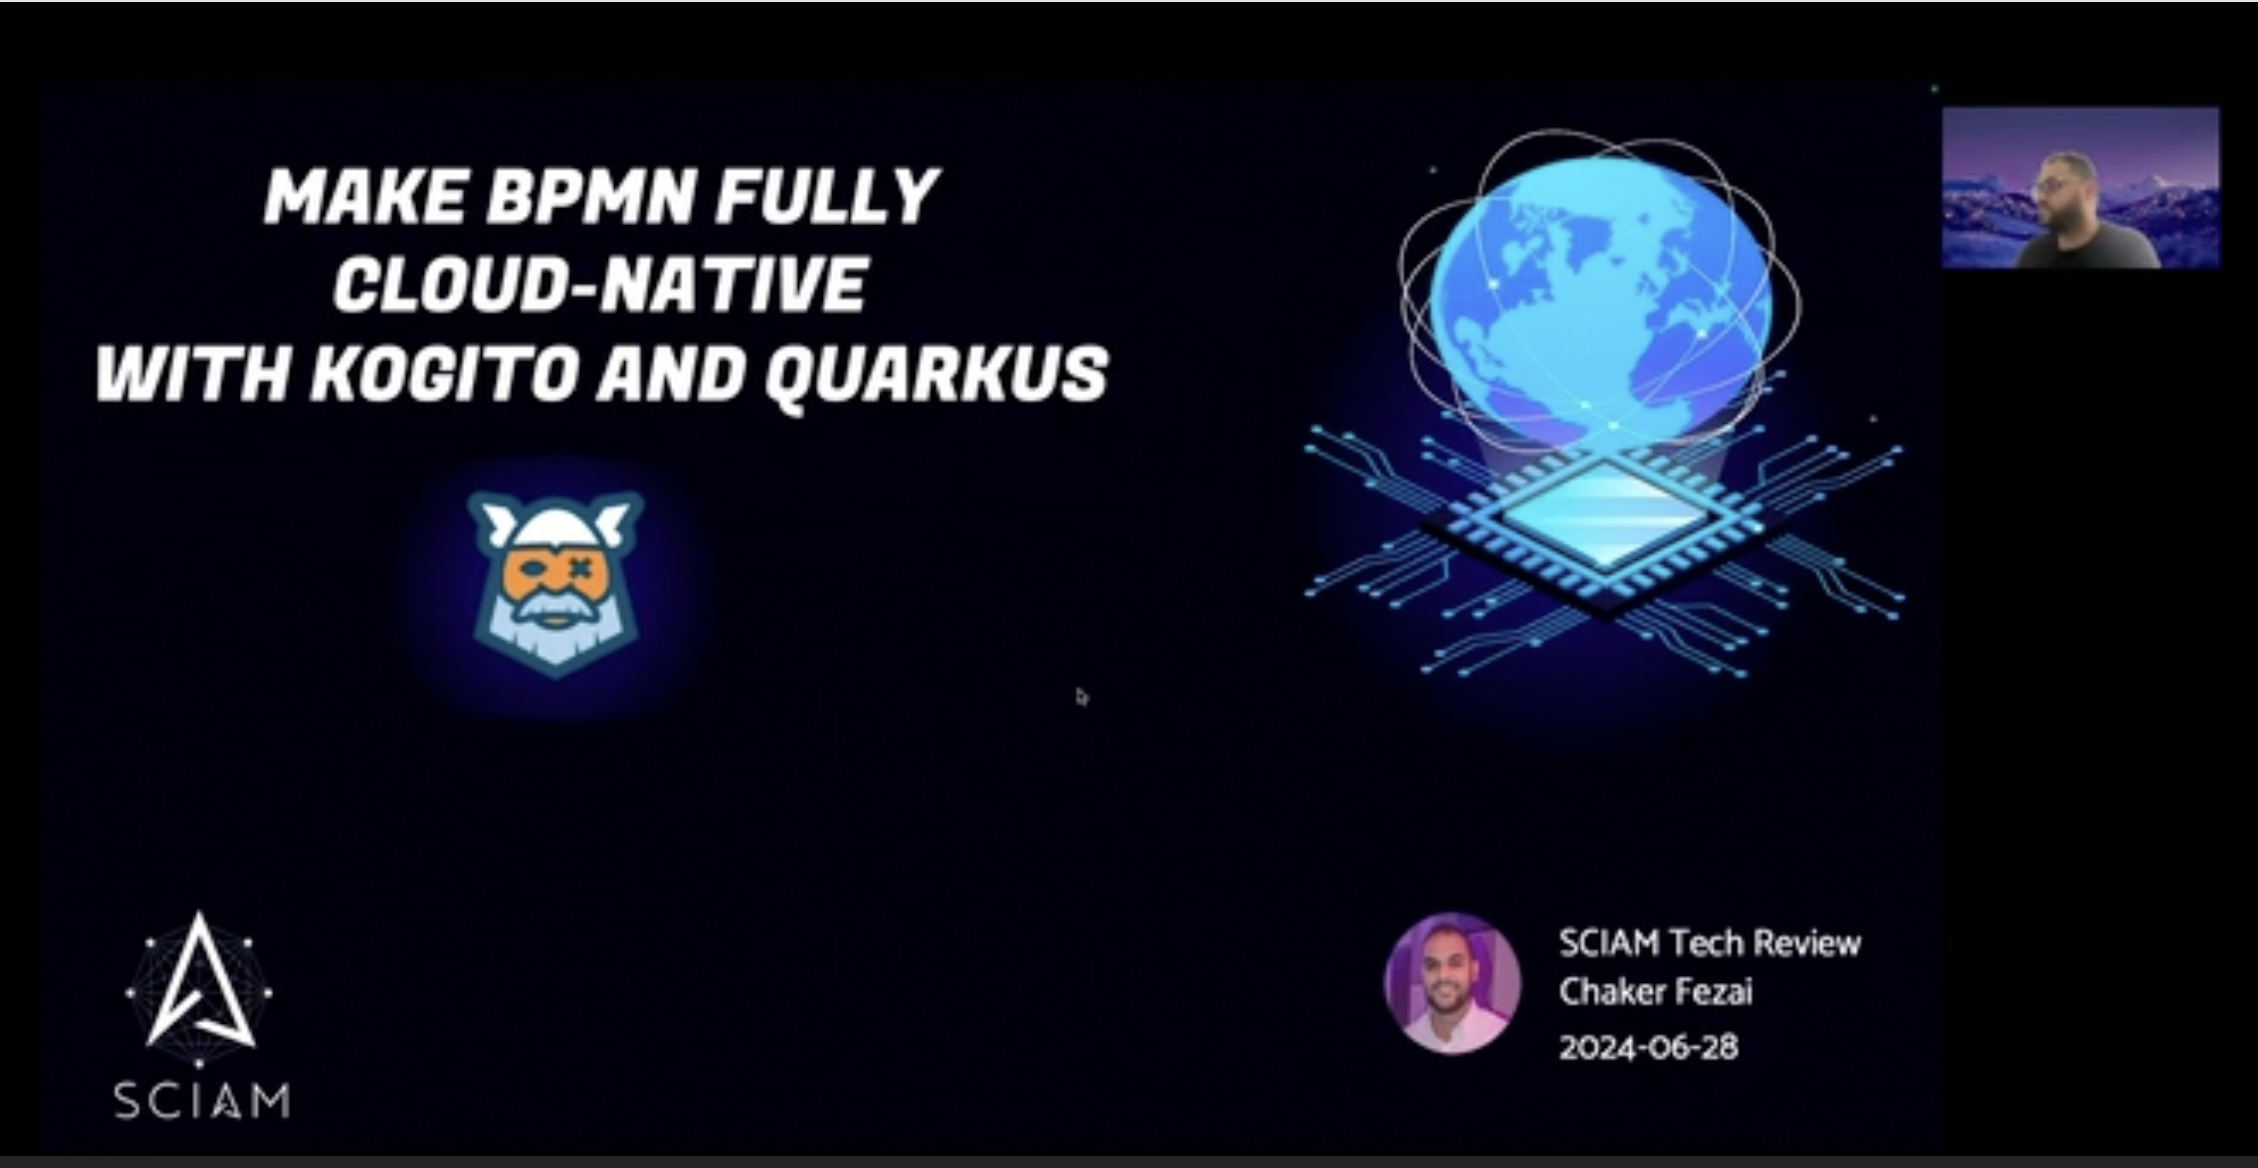 MAKE BPMN FULLY
CLOUD-NATIVE
WITH KOGITO AND QUARKUS
SCIAM Tech Review
Chaker Fezai
2024-06-28
SCIAM